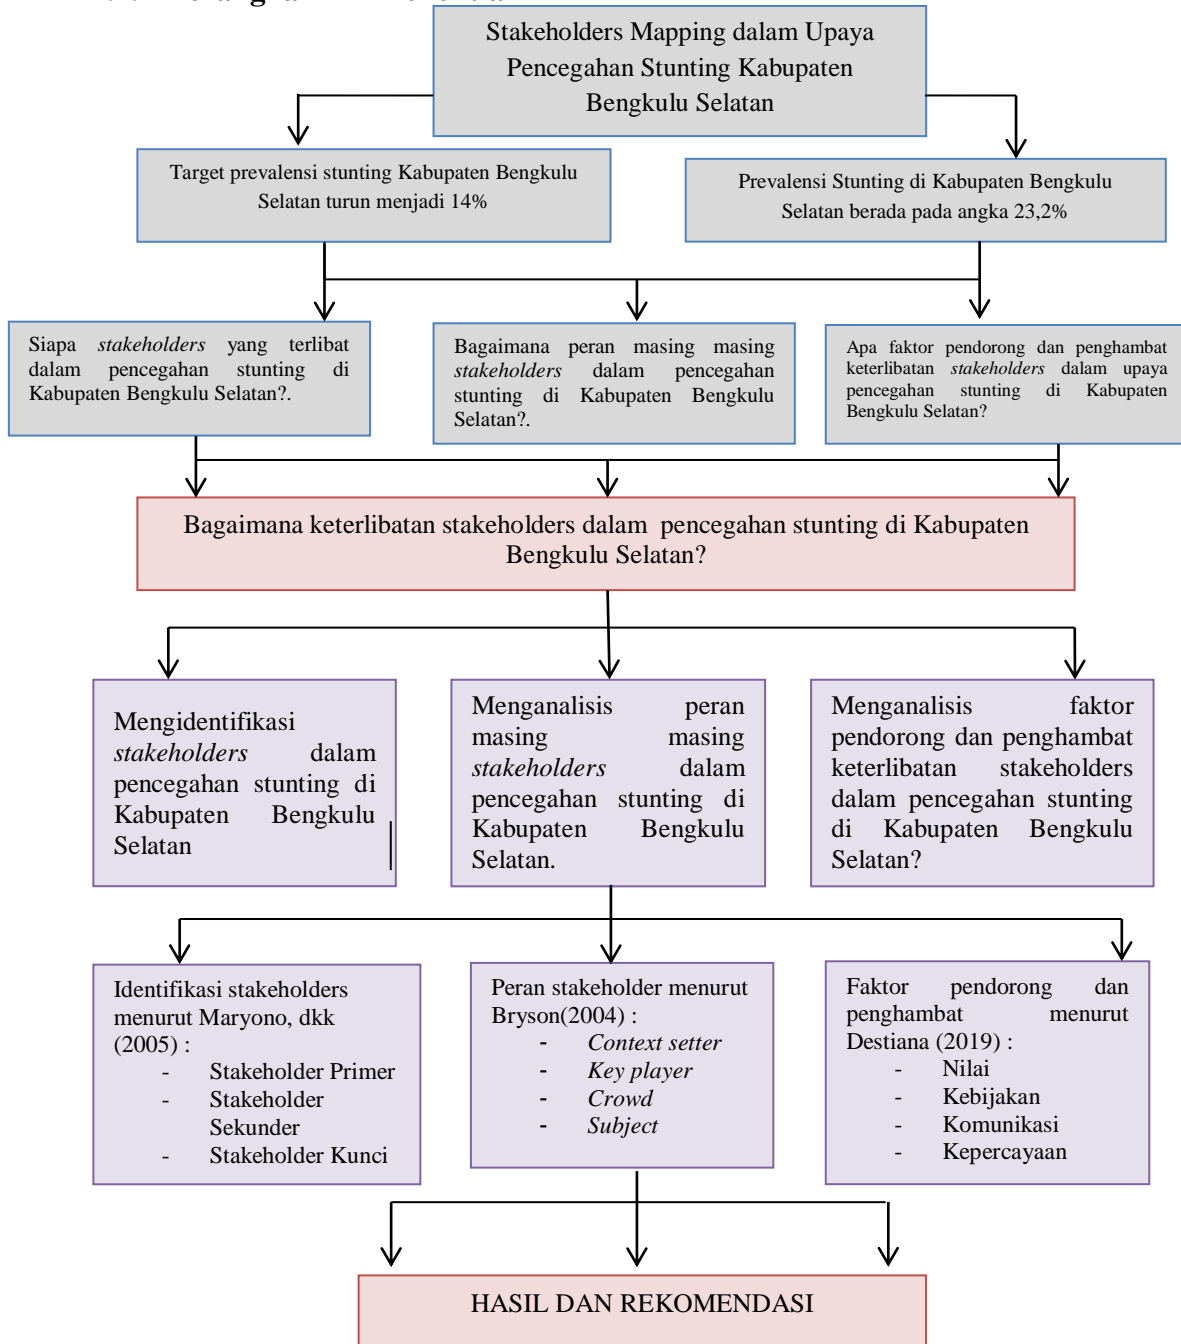 Stakeholders Mapping dalam Upaya
Pencegahan Stunting Kabupaten
Bengkulu Selatan
Target prevalensi stunting Kabupaten Bengkulu
Selatan turun menjadi 14%
Prevalensi Stunting di Kabupaten Bengkulu
Selatan berada pada angka 23,2%
Siapa stakeholders yang terlibat
dalam pencegahan stunting di
Kabupaten Bengkulu Selatan?.
Bagaimana peran masing masing
stakeholders dalam pencegahan
stunting di Kabupaten Bengkulu
Selatan?.
Apa faktor pendorong dan penghambat
keterlibatan stakeholders dalam upaya
pencegahan stunting di Kabupaten
Bengkulu Selatan?
Bagaimana keterlibatan stakeholders dalam pencegahan stunting di Kabupaten
Bengkulu Selatan?
Mengidentifikasi
stakeholders dalam
pencegahan stunting di
Kabupaten Bengkulu
Selatan
Menganalisis peran
masing masing
stakeholders dalam
pencegahan stunting di
Kabupaten Bengkulu
Selatan.
Menganalisis faktor
pendorong dan penghambat
keterlibatan stakeholders
dalam pencegahan stunting
di Kabupaten Bengkulu
Selatan?
Identifikasi stakeholders
menurut Maryono, dkk
(2005) :
- Stakeholder Primer
- Stakeholder
Sekunder
- Stakeholder Kunci
Peran stakeholder menurut
Bryson(2004) :
- Context setter
- Key player
- Crowd
- Subject
Faktor pendorong dan
penghambat menurut
Destiana (2019) :
- Nilai
- Kebijakan
- Komunikasi
- Kepercayaan
HASIL DAN REKOMENDASI